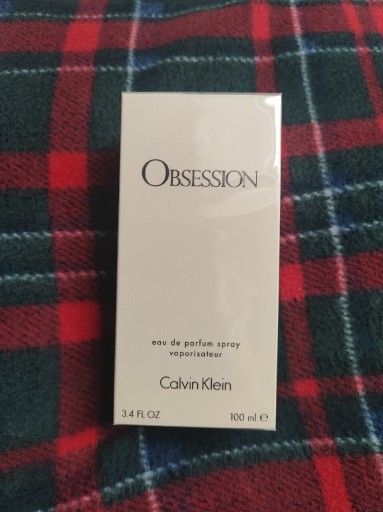 OBSESSION
eau de parfum spray
vaporisateur
Calvin Klein
3.4 FL OZ 100 ml ℮